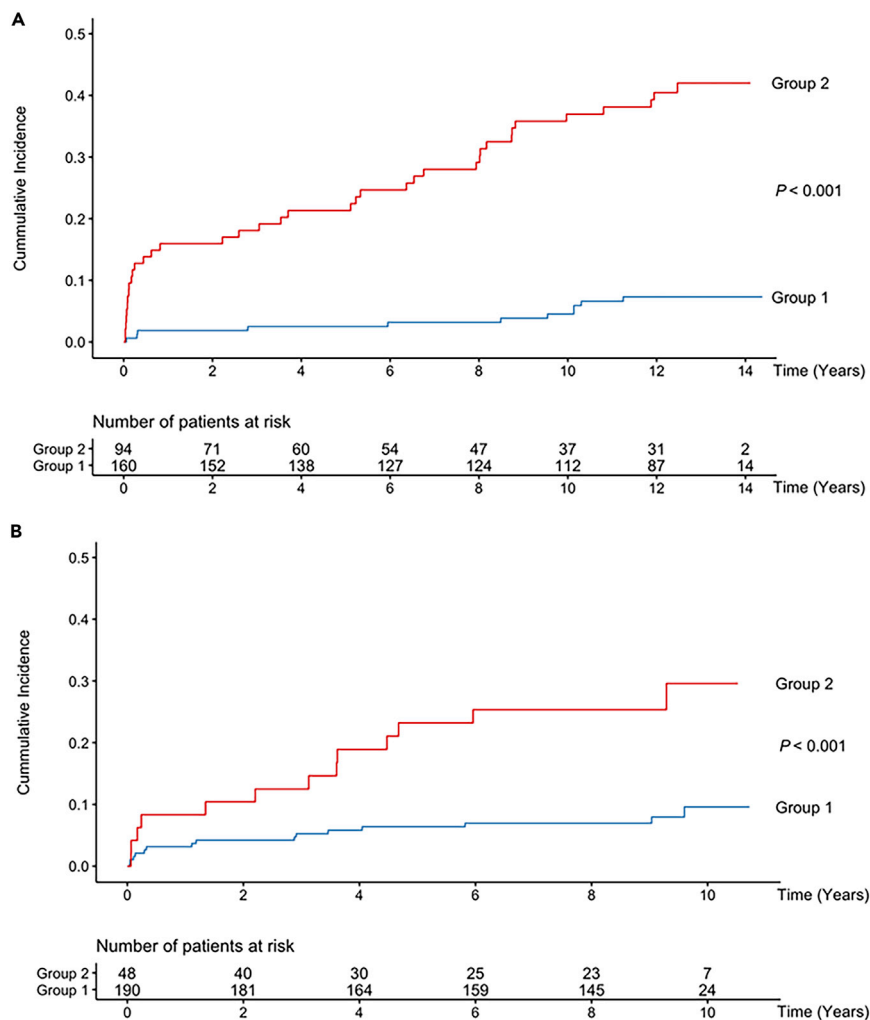 A
0.5
0.4
Group 2
0.3
P < 0.001
0.2
0.1
Group 1
0.0
Cummulative Incidence
0 2 4 6 8 10 12 14 Time (Years)
Number of patients at risk
Group 2 94 71 60 54 47 37 31 2
Group 1 160 152 138 127 124 112 87 14
0 2 4 6 8 10 12 14 Time (Years)
B
0.5
0.4
0.3
Group 2
0.2
P < 0.001
0.1
Group 1
0.0
Cummulative Incidence
0 2 4 6 8 10 Time (Years)
Number of patients at risk
Group 2 48 40 30 25 23 7
Group 1 190 181 164 159 145 24
0 2 4 6 8 10 Time (Years)